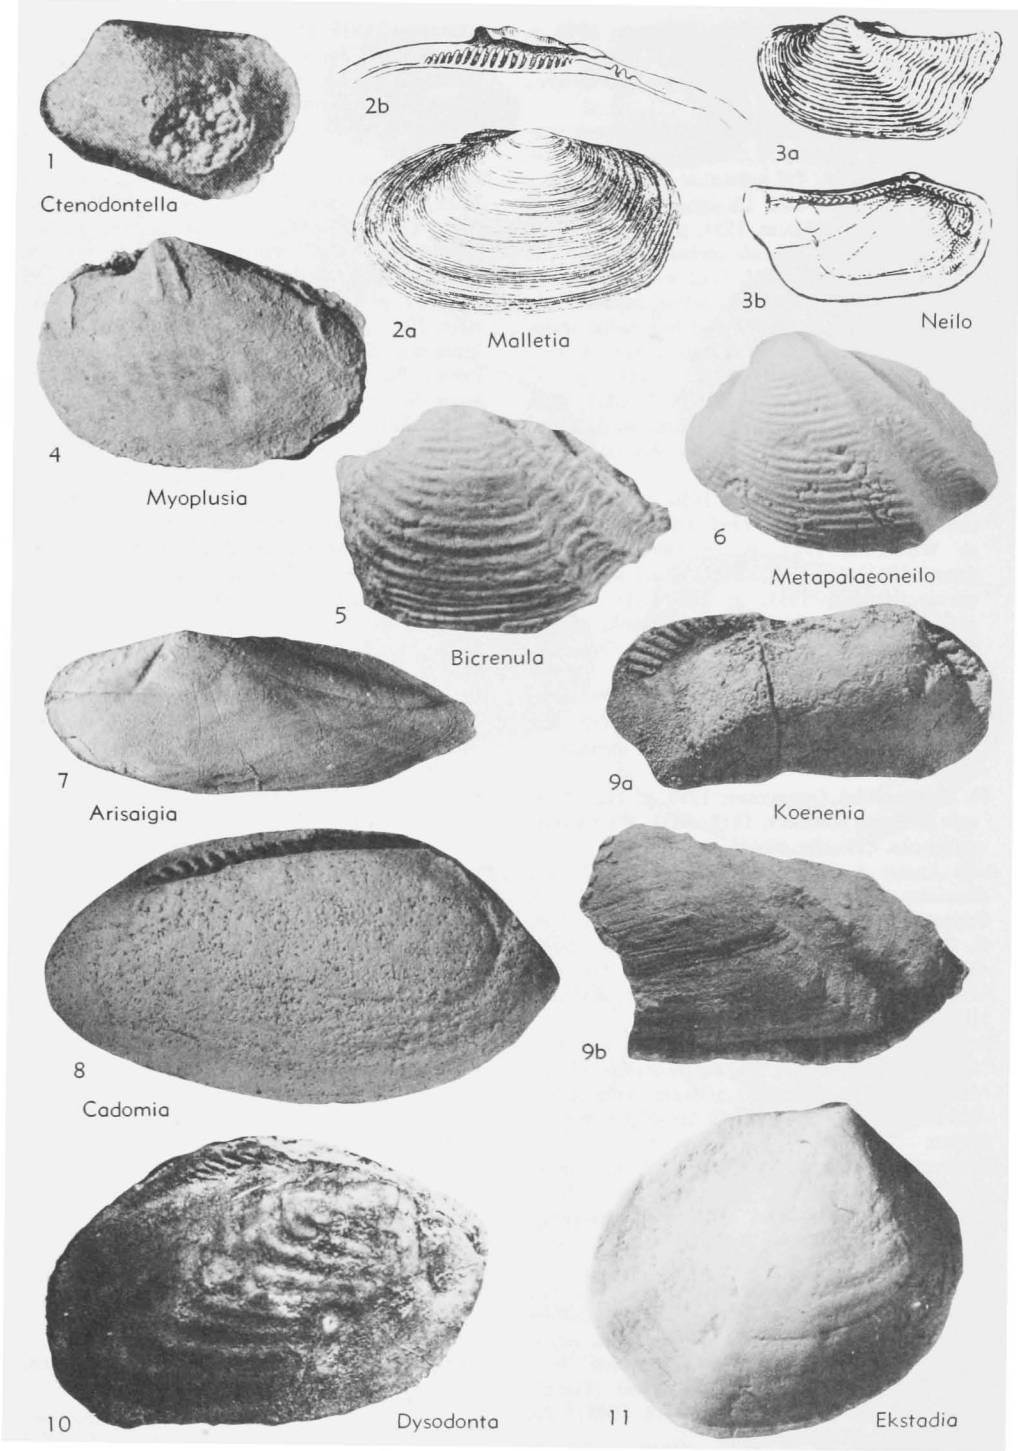 1
Ctenodontella
2b
3a
3b
Neilo
2a
Malletia
4
Myoplusia
5
Bicrenula
6
Metapalaeoneilo
7
Arisaigia
9a
Koenenia
8
Cadomia
9b
10
Dysodonta
11
Ekstadia